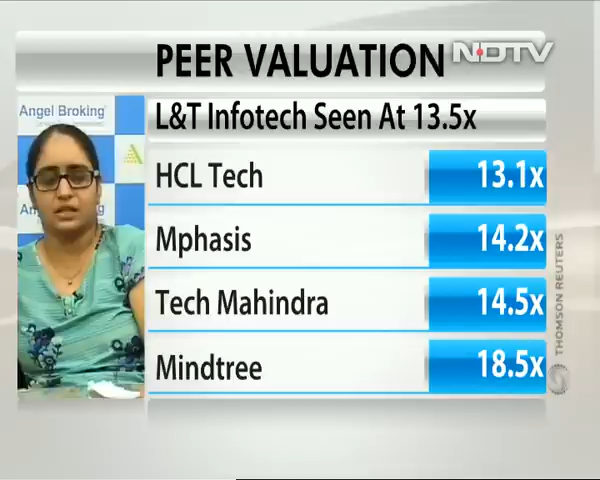 PEER VALUATION
NDTV
Angel Broking
L&T Infotech Seen At 13.5x
HCL Tech 13.1x
Mphasis 14.2x
Tech Mahindra 14.5x
Mindtree 18.5x
THOMSON REUTERS